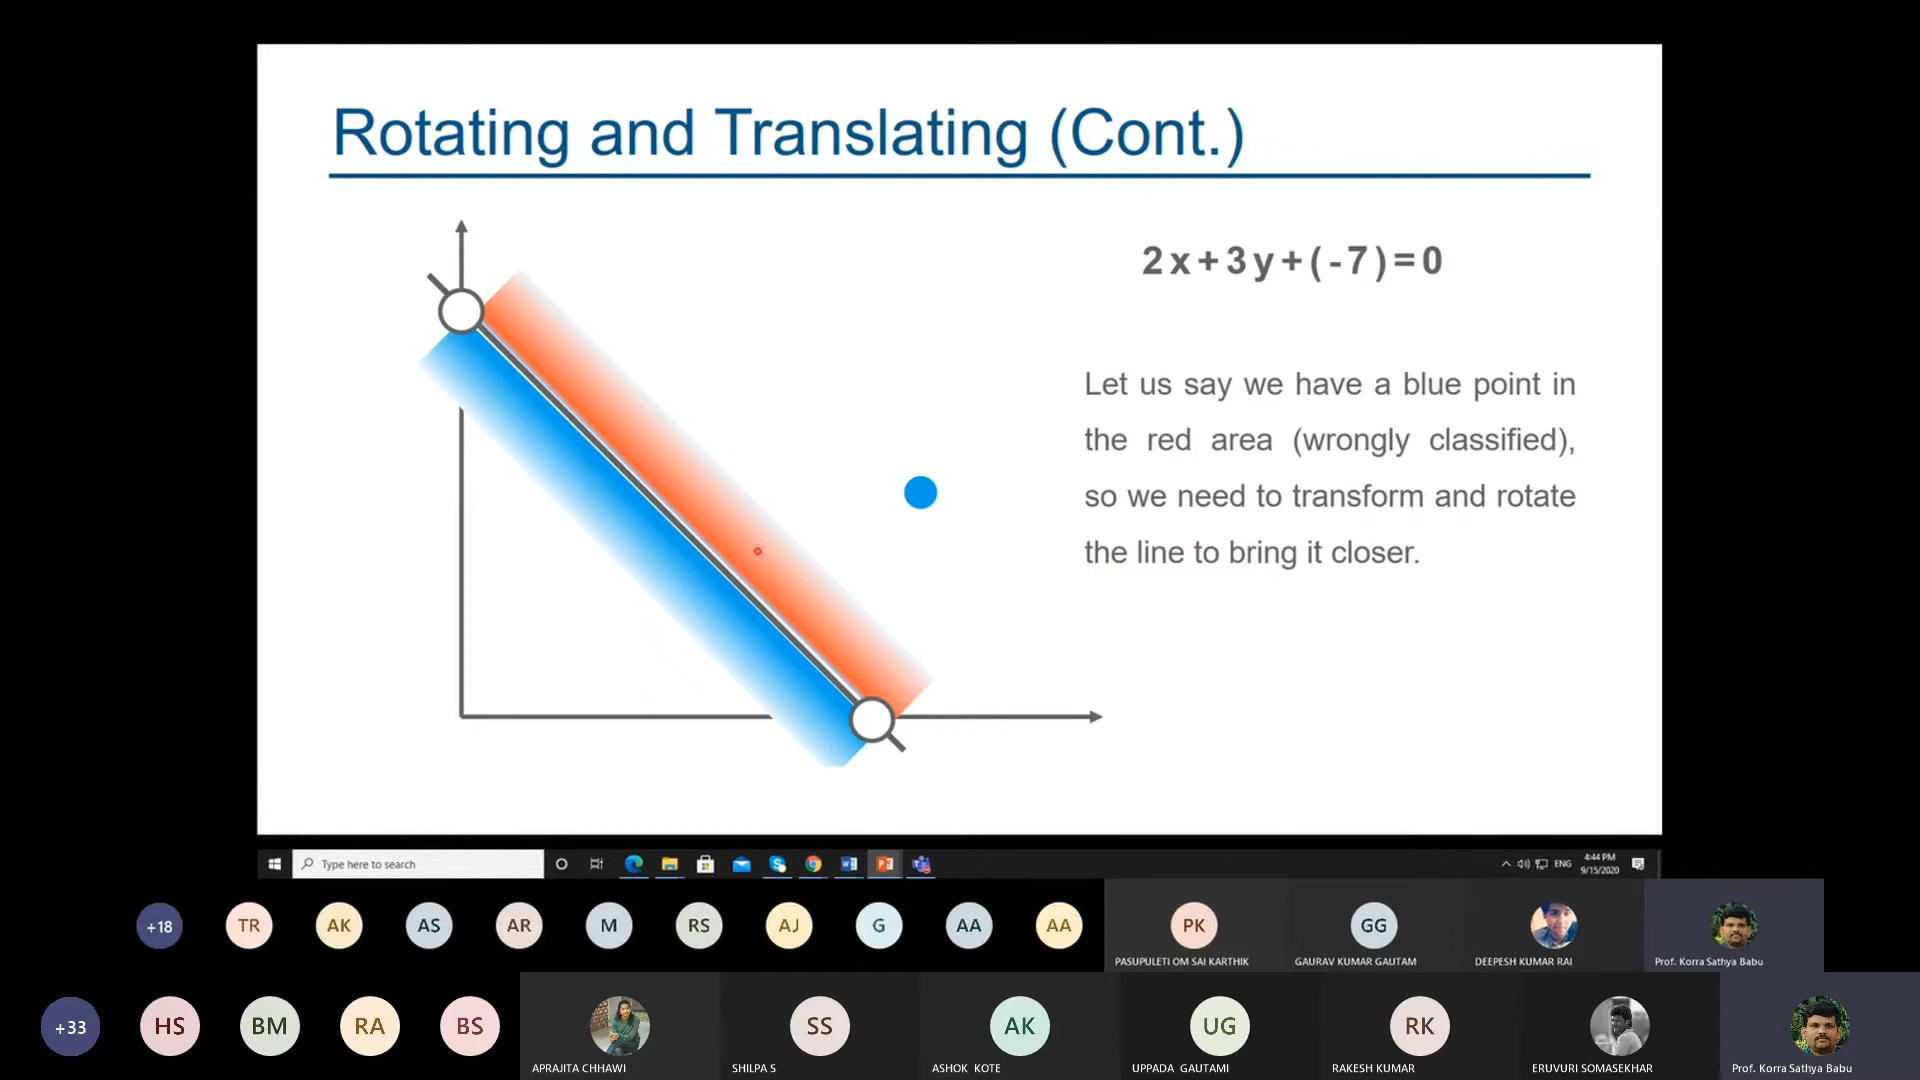 Rotating and Translating (Cont.)
2x+3y+(-7)=0
Let us say we have a blue point in
the red area (wrongly classified),
so we need to transform and rotate
the line to bring it closer.
Type here to search
ENG
4:44 PM
9/15/2020
+18
TR
AK
AS
AR
M
RS
AJ
G
AA
AA
PK
GG
PASUPULETI OM SAI KARTHIK
GAURAV KUMAR GAUTAM
DEEPESH KUMAR RAI
Prof. Korra Sathya Babu
+33
HS
BM
RA
BS
SS
AK
UG
RK
APRAJITA CHHAWI
SHILPA S
ASHOK KOTE
UPPADA GAUTAMI
RAKESH KUMAR
ERUVURI SOMASEKHAR
Prof. Korra Sathya Babu